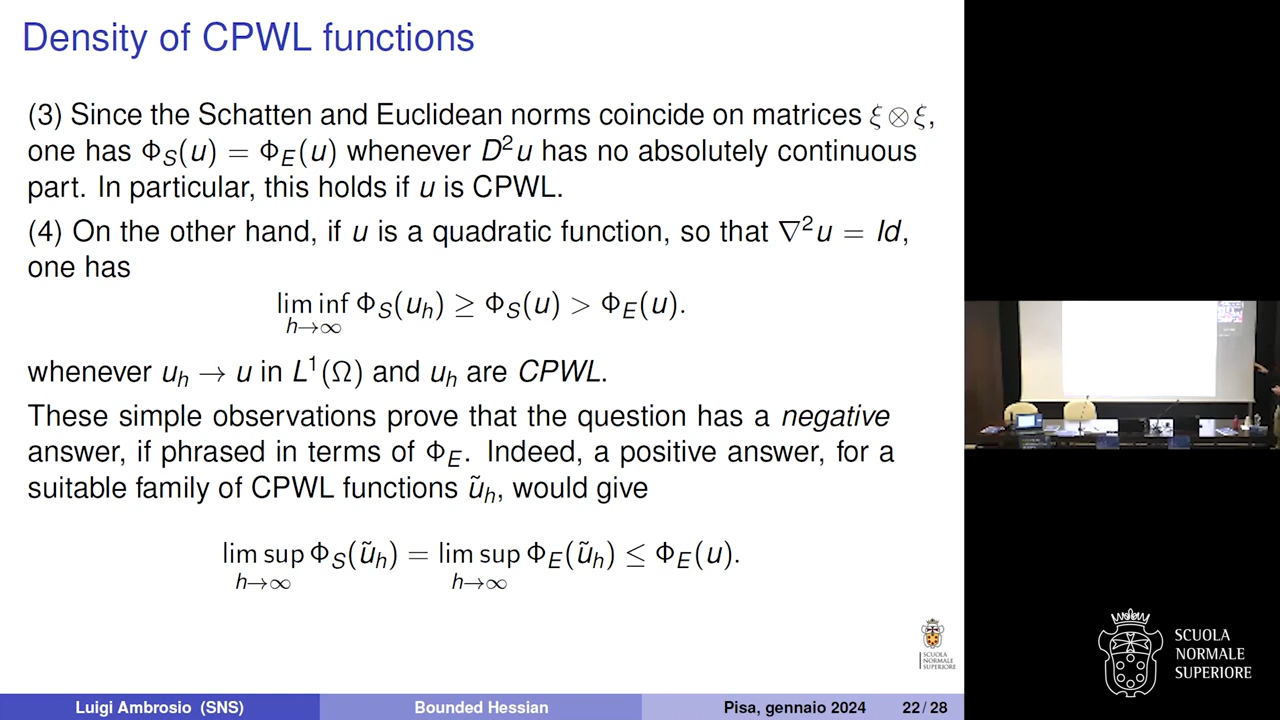 Density of CPWL functions
(3) Since the Schatten and Euclidean norms coincide on matrices ξ ⊗ ξ,
one has Φ_S(u) = Φ_E(u) whenever D²u has no absolutely continuous
part. In particular, this holds if u is CPWL.
(4) On the other hand, if u is a quadratic function, so that ∇²u = Id,
one has
lim inf_{h→∞} Φ_S(u_h) ≥ Φ_S(u) > Φ_E(u).
whenever u_h → u in L¹(Ω) and u_h are CPWL.
These simple observations prove that the question has a negative
answer, if phrased in terms of Φ_E. Indeed, a positive answer, for a
suitable family of CPWL functions ũ_h, would give
lim sup_{h→∞} Φ_S(ũ_h) = lim sup_{h→∞} Φ_E(ũ_h) ≤ Φ_E(u).
SCUOLA
NORMALE
SUPERIORE
Luigi Ambrosio (SNS) Bounded Hessian Pisa, gennaio 2024 22 / 28
SCUOLA
NORMALE
SUPERIORE